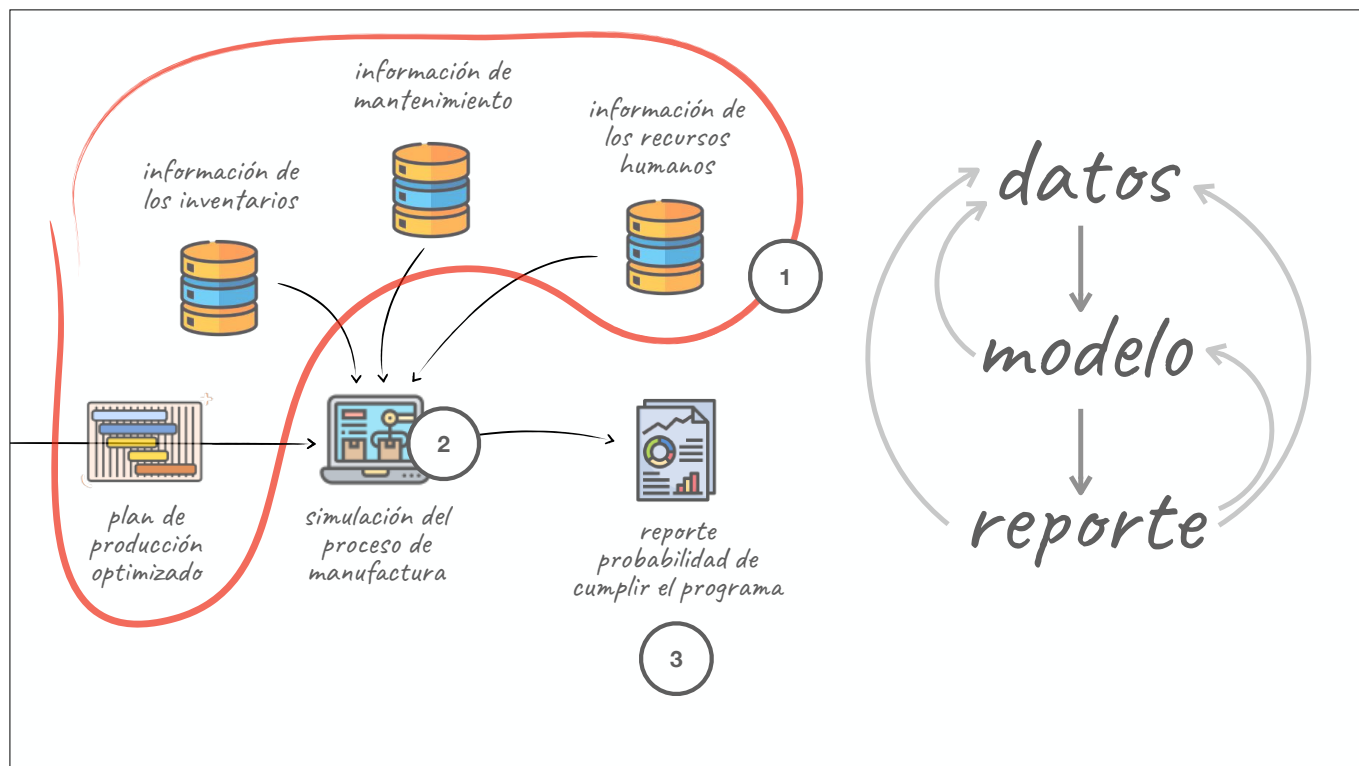 información de
mantenimiento
información de
los recursos
humanos
información de
los inventarios
1
2
plan de
producción
optimizado
simulación del
proceso de
manufactura
reporte
probabilidad de
cumplir el programa
3
datos
modelo
reporte